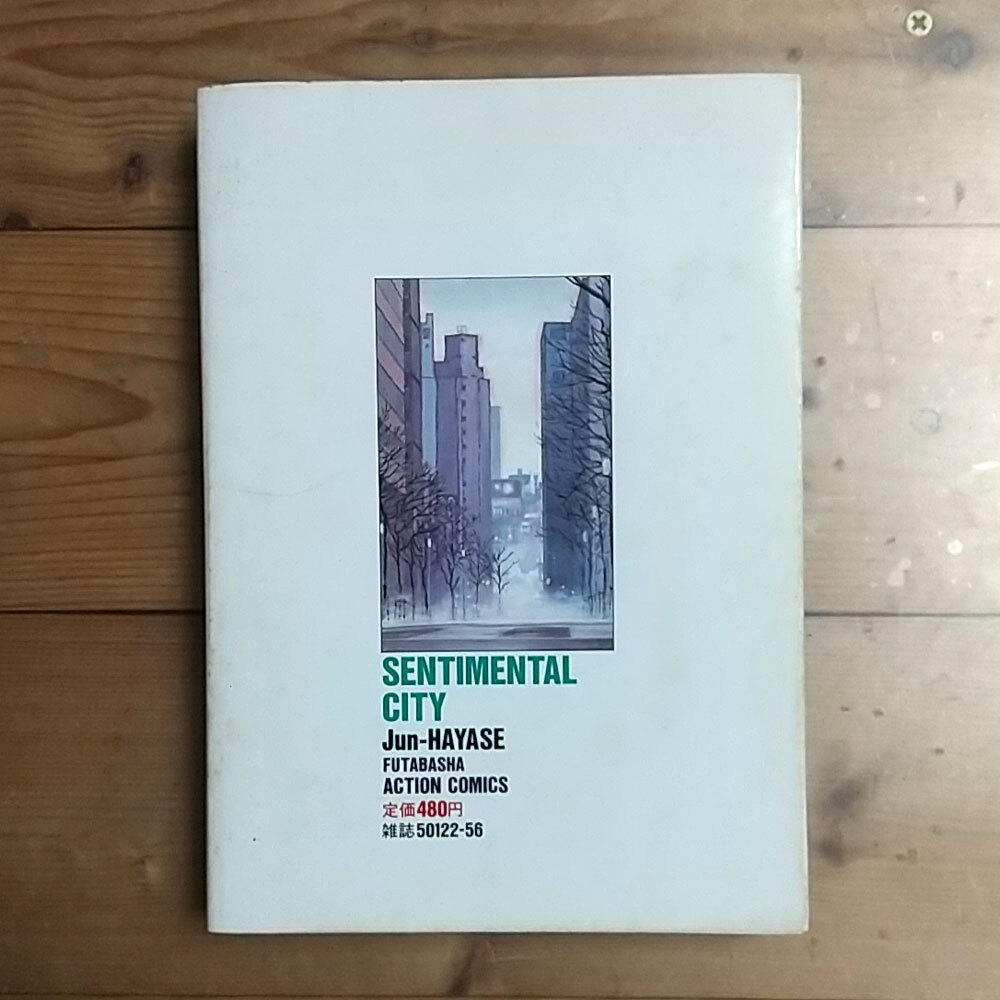 SENTIMENTAL
CITY
Jun-HAYASE
FUTABASHA
ACTION COMICS
定価480円
雑誌50122-56